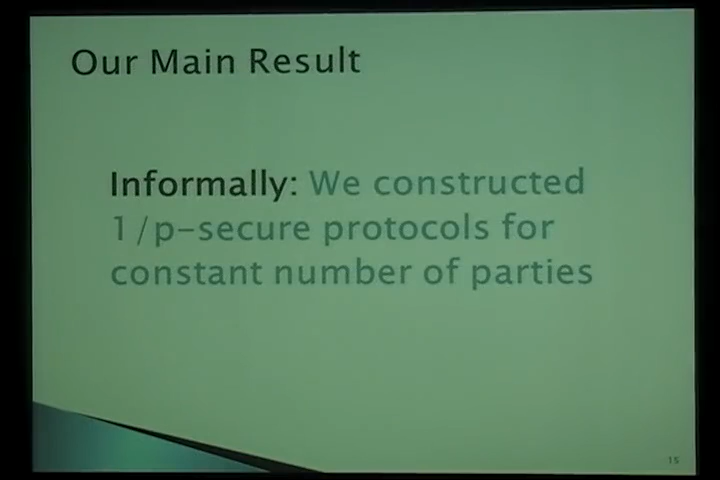 Our Main Result
Informally: We constructed
1/p-secure protocols for
constant number of parties
15